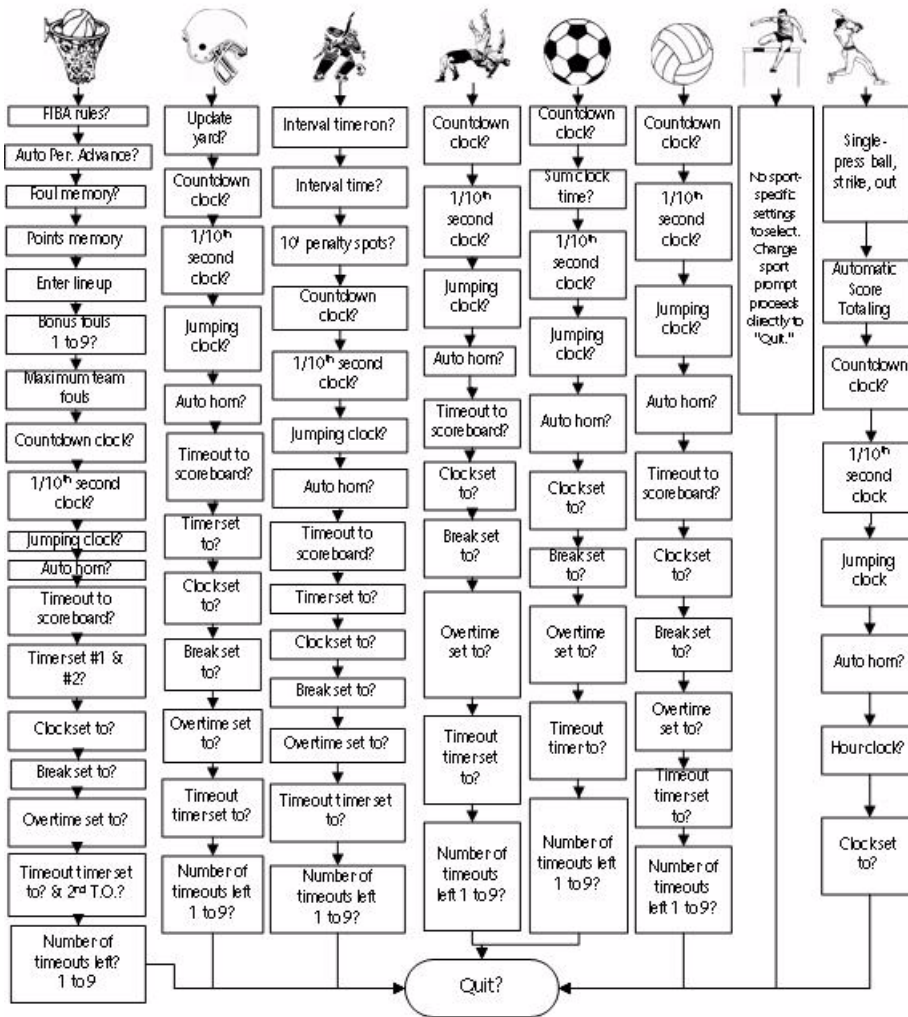 FIBA rules?
Auto Per. Advance?
Foul memory?
Points memory
Enter line up
Bonus fouls
1 to 9?
Maximum team
fouls
Countdown clock?
1/10th second
clock?
Jumping clock?
Auto horn?
Timeout to
scoreboard?
Timer set #1 &
#2?
Clock set to?
Break set to?
Overtime set to?
Timeout timer set
to? & 2nd T.O.?
Number of
timeouts left?
1 to 9
Update
yard?
Countdown
clock?
1/10th
second
clock?
Jumping
clock?
Auto horn?
Timeout to
scoreboard?
Timer set
to?
Clock set
to?
Break set
to?
Overtime set
to?
Timeout
timer set to?
Number of
timeouts left
1 to 9?
Interval timer on?
Interval time?
10' penalty spots?
Countdown
clock?
1/10th second
clock?
Jumping clock?
Auto horn?
Timeout to
scoreboard?
Timer set to?
Clock set to?
Break set to?
Overtime set to?
Timeout timer set
to?
Number of
timeouts left
1 to 9?
Countdown
clock?
1/10th
second
clock?
Jumping
clock?
Auto horn?
Timeout to
scoreboard?
Clock set
to?
Break set
to?
Overtime
set to?
Timeout
timer set
to?
Number of
timeouts
left 1 to 9?
Countdown
clock?
Sum clock
time?
1/10th
second
clock?
Jumping
clock?
Auto horn?
Clock set
to?
Break set
to?
Overtime
set to?
Timeout
timer to?
Number of
timeouts left
1 to 9?
Countdown
clock?
1/10th
second
clock?
Jumping
clock?
Auto horn?
Timeout to
scoreboard?
Clock set
to?
Break set
to?
Overtime
set to?
Timeout
timer set to?
Number of
timeouts
left 1 to 9?
No sport-
specific
settings
to select.
Change
sport
prompt
proceeds
directly to
"Quit."
Single-
press ball,
strike, out
Automatic
Score
Totaling
Countdown
clock?
1/10th
second
clock
Jumping
clock
Auto horn?
Hour clock?
Clock set
to?
Quit?